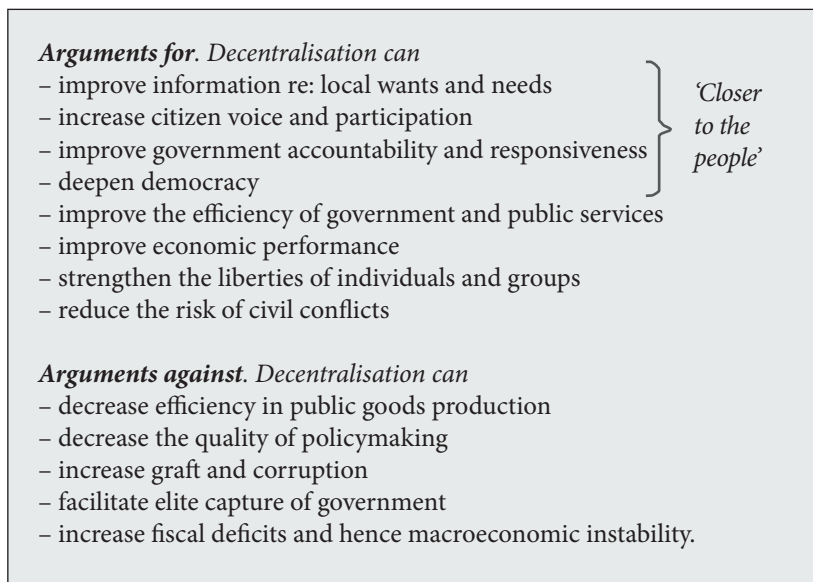 Arguments for. Decentralisation can
– improve information re: local wants and needs
– increase citizen voice and participation
– improve government accountability and responsiveness
– deepen democracy
‘Closer
to the
people’
– improve the efficiency of government and public services
– improve economic performance
– strengthen the liberties of individuals and groups
– reduce the risk of civil conflicts
Arguments against. Decentralisation can
– decrease efficiency in public goods production
– decrease the quality of policymaking
– increase graft and corruption
– facilitate elite capture of government
– increase fiscal deficits and hence macroeconomic instability.